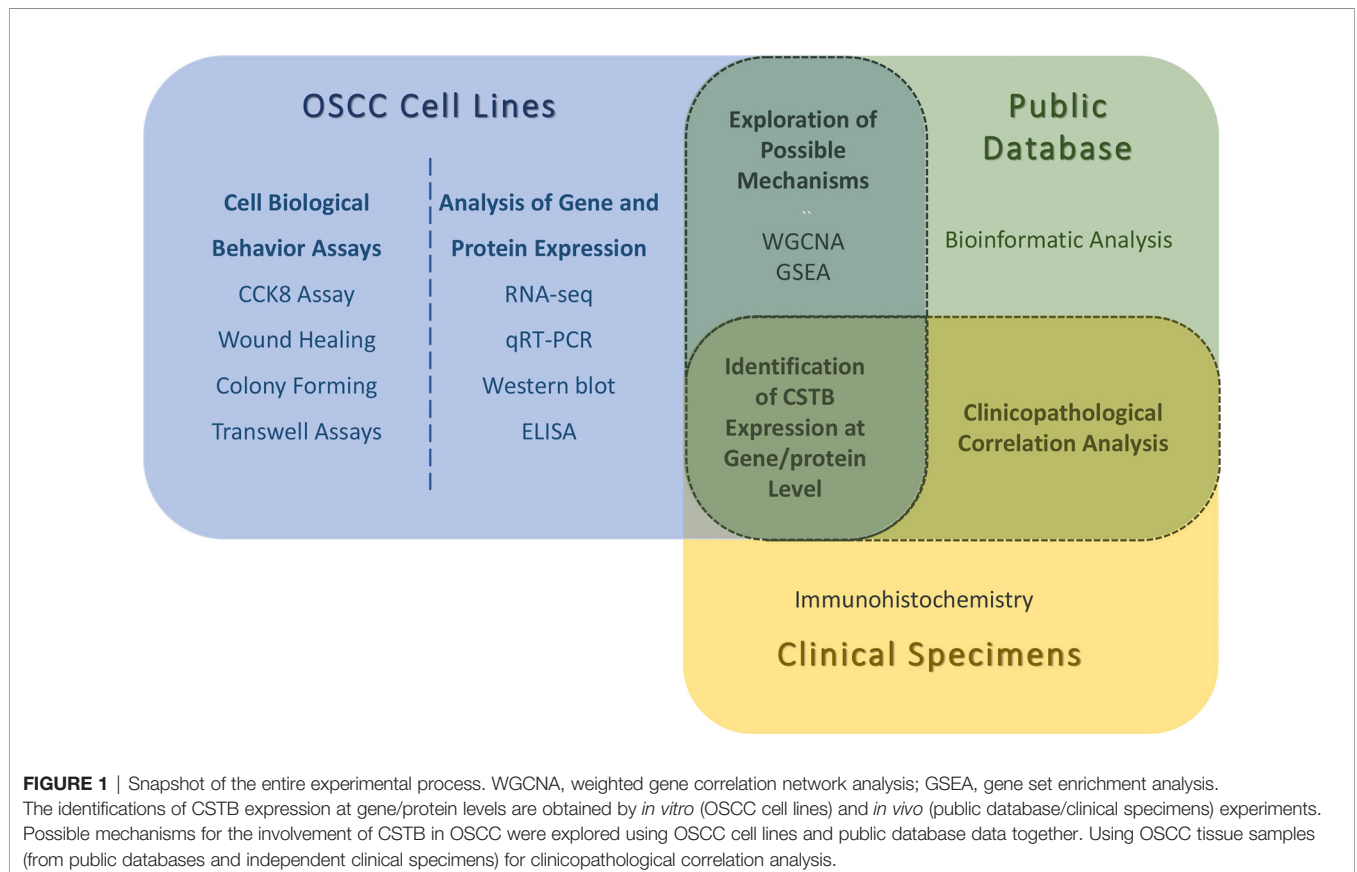 OSCC Cell Lines
Cell Biological
Behavior Assays
CCK8 Assay
Wound Healing
Colony Forming
Transwell Assays
Analysis of Gene and
Protein Expression
RNA-seq
qRT-PCR
Western blot
ELISA
Exploration of
Possible
Mechanisms
``
WGCNA
GSEA
Public
Database
Bioinformatic Analysis
Identification
of CSTB
Expression at
Gene/protein
Level
Clinicopathological
Correlation Analysis
Immunohistochemistry
Clinical Specimens
FIGURE 1 | Snapshot of the entire experimental process. WGCNA, weighted gene correlation network analysis; GSEA, gene set enrichment analysis.
The identifications of CSTB expression at gene/protein levels are obtained by in vitro (OSCC cell lines) and in vivo (public database/clinical specimens) experiments.
Possible mechanisms for the involvement of CSTB in OSCC were explored using OSCC cell lines and public database data together. Using OSCC tissue samples
(from public databases and independent clinical specimens) for clinicopathological correlation analysis.